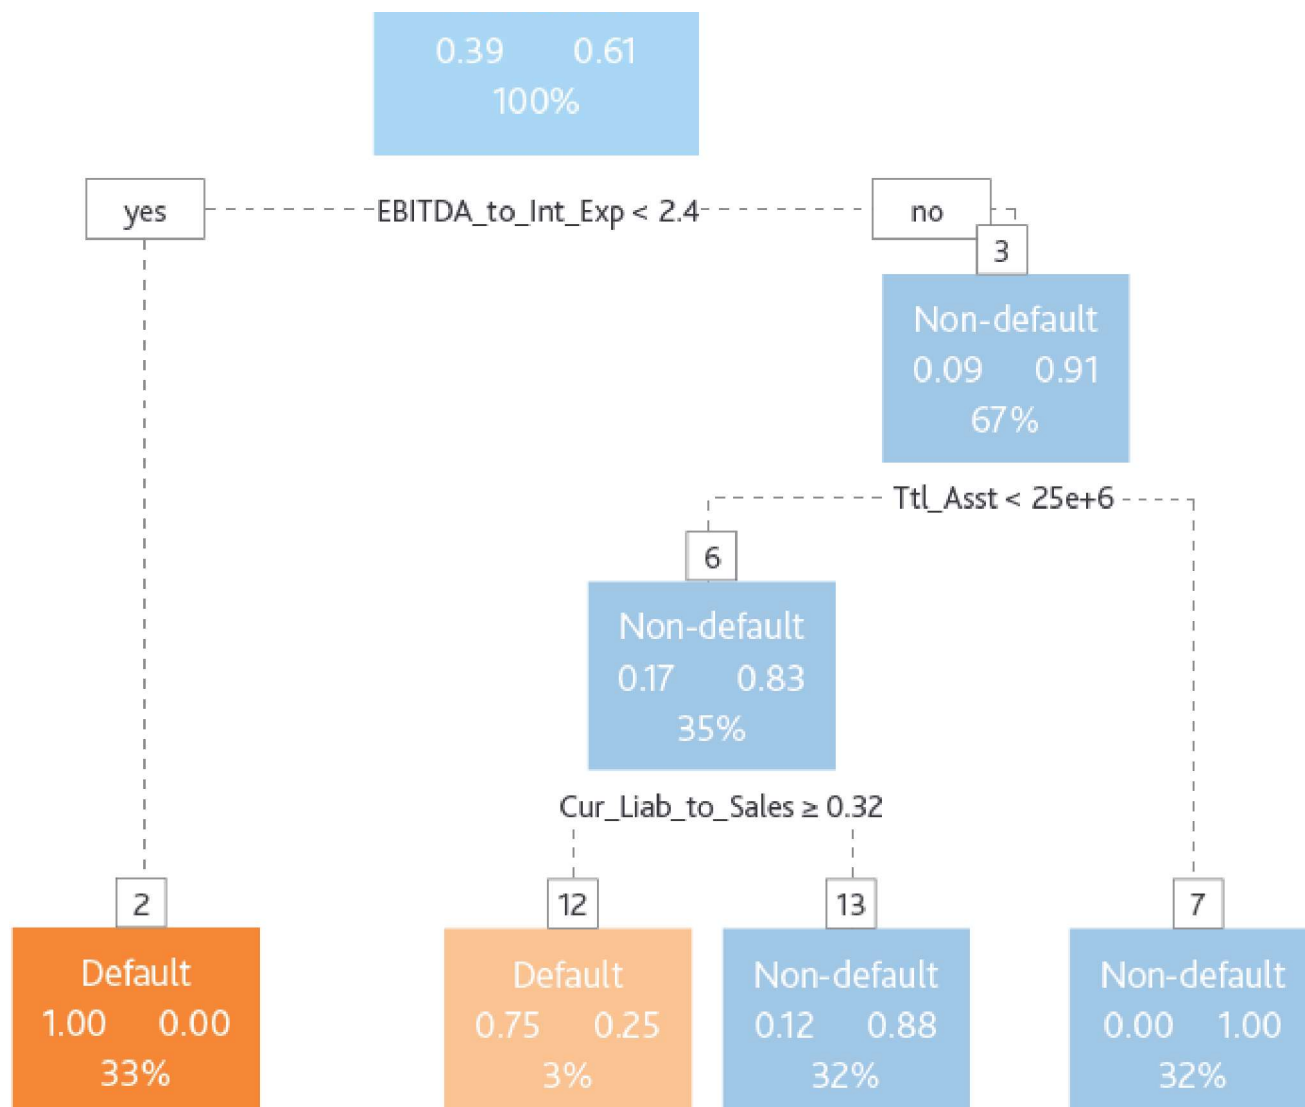 0.39 0.61
100%
yes EBITDA_to_Int_Exp < 2.4 no
3
Non-default
0.09 0.91
67%
Ttl_Asst < 25e+6
6
Non-default
0.17 0.83
35%
Cur_Liab_to_Sales ≥ 0.32
2
Default
1.00 0.00
33%
12
Default
0.75 0.25
3%
13
Non-default
0.12 0.88
32%
7
Non-default
0.00 1.00
32%